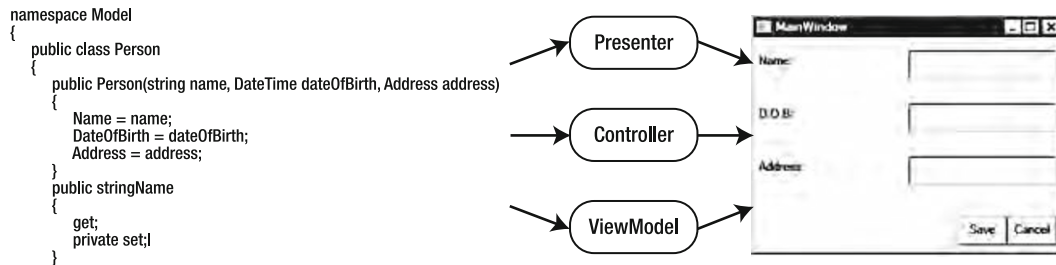 namespace Model
{
public class Person
{
public Person(string name, DateTime dateOfBirth, Address address)
{
Name = name;
DateOfBirth = dateOfBirth;
Address = address;
}
public stringName
{
get;
private set;l
}
Presenter
Controller
ViewModel
MainWindow
Name:
D.O.B:
Address:
Save Cancel